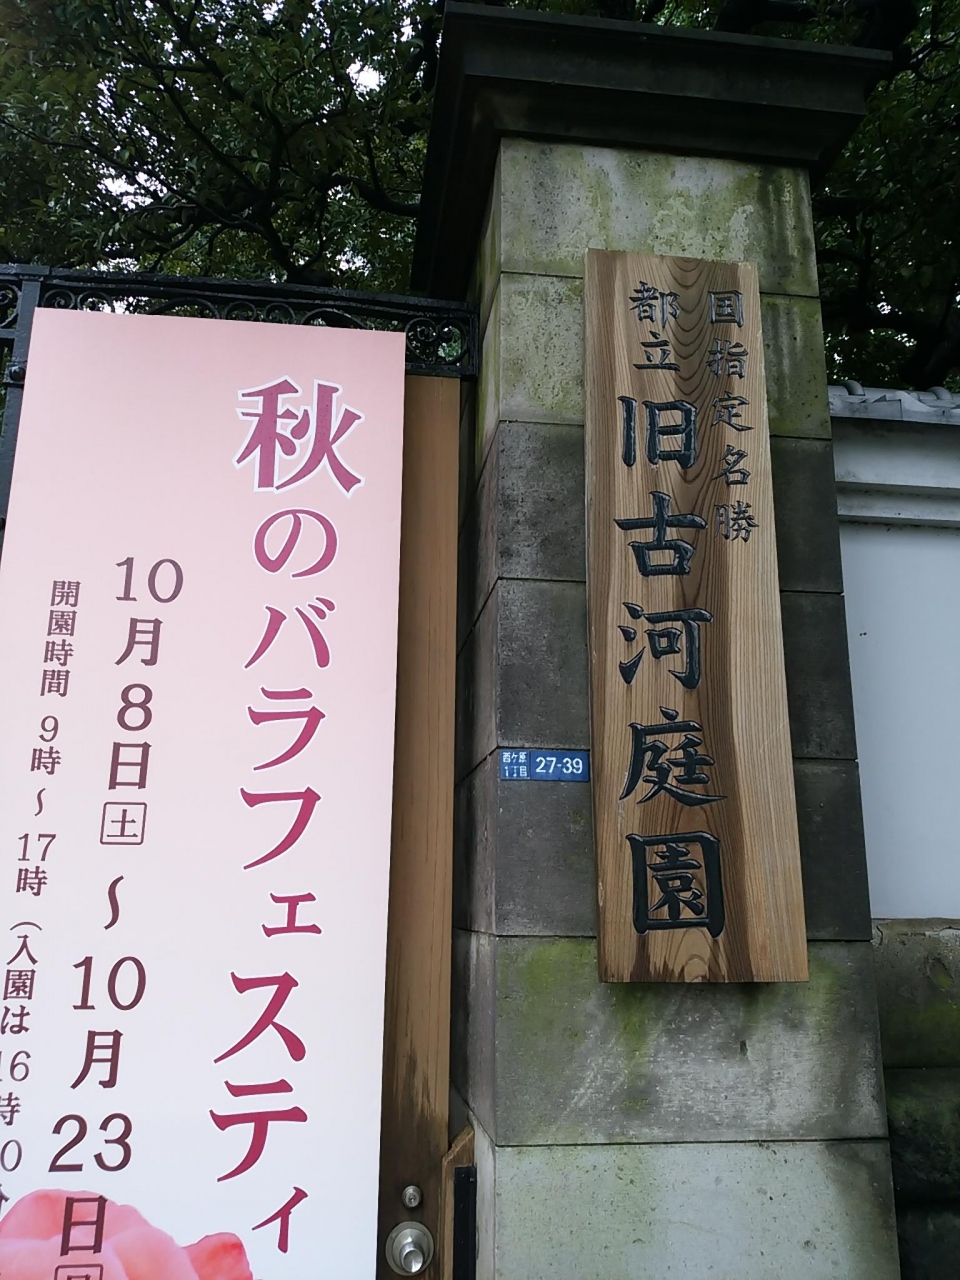 国指定名勝
都立 旧古河庭園
西ケ原
1丁目
27-39
秋のバラフェスティ
10月8日土～10月23日
開園時間 9時～17時(入園は16時